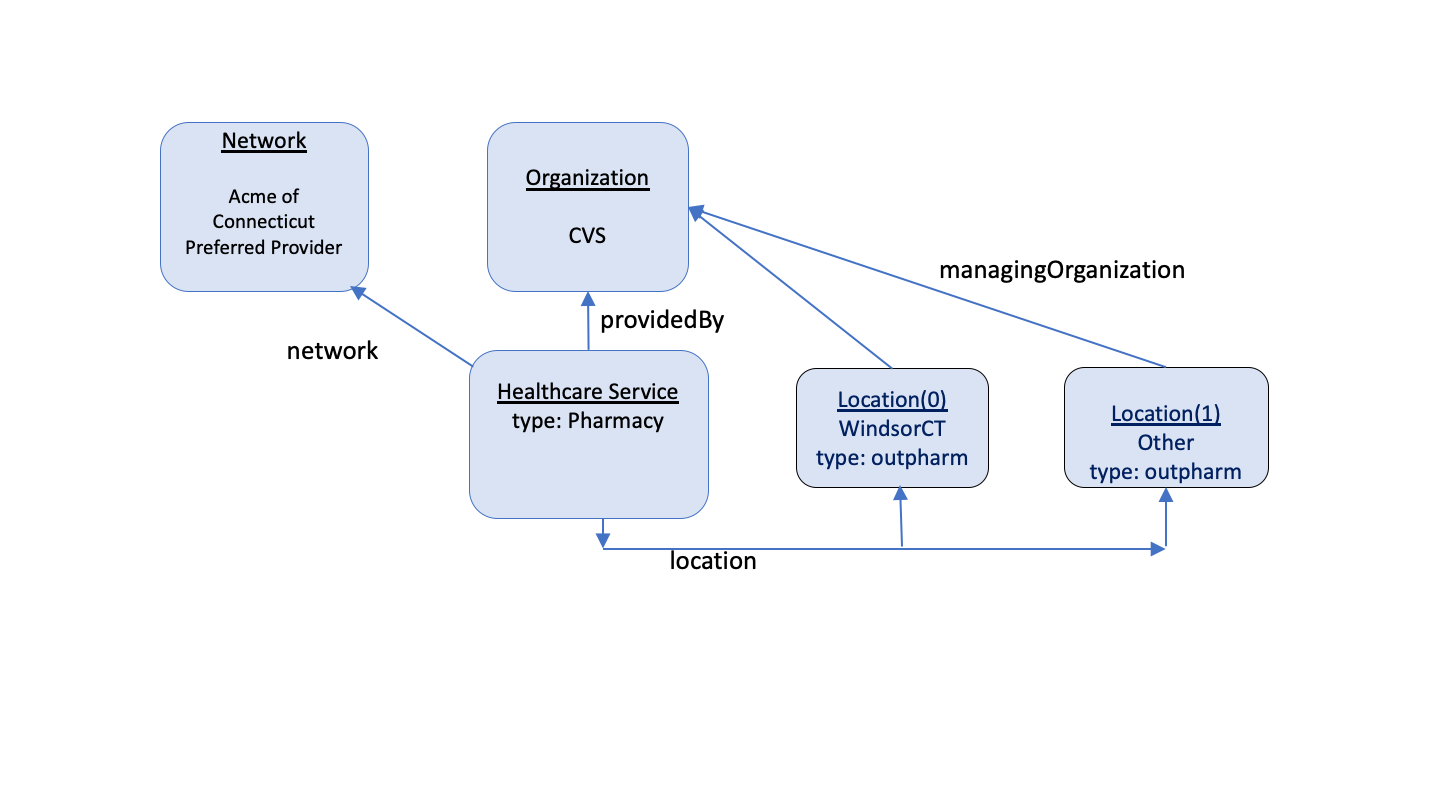 Network
Acme of
Connecticut
Preferred Provider
Organization
CVS
managingOrganization
providedBy
network
Healthcare Service
type: Pharmacy
Location(0)
WindsorCT
type: outpharm
Location(1)
Other
type: outpharm
location